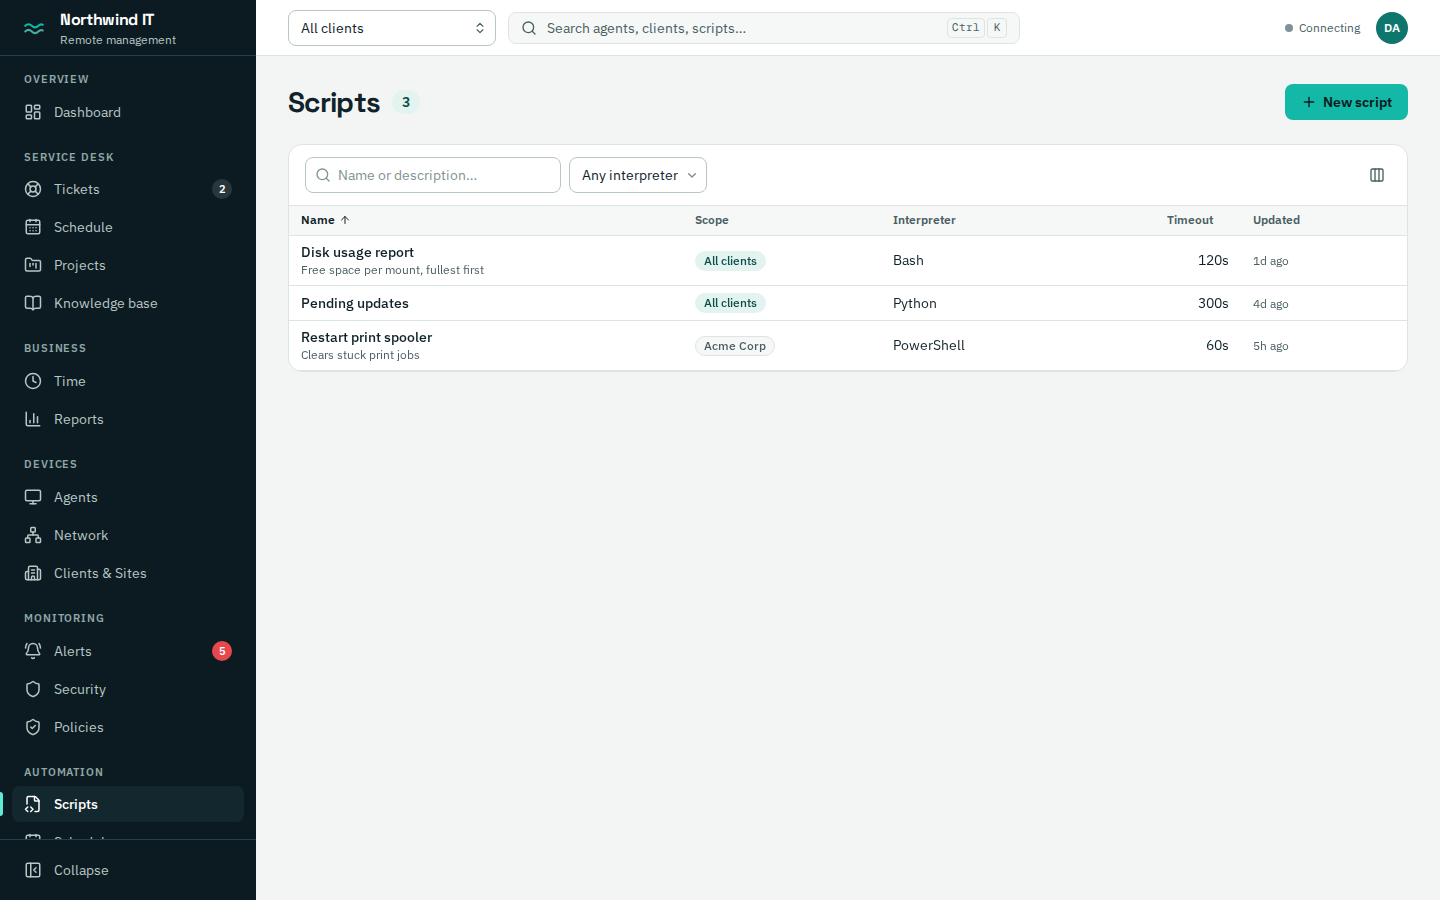 Northwind IT
Remote management
All clients
Search agents, clients, scripts...
Ctrl K
Connecting
DA
OVERVIEW
Dashboard
SERVICE DESK
Tickets 2
Schedule
Projects
Knowledge base
BUSINESS
Time
Reports
DEVICES
Agents
Network
Clients & Sites
MONITORING
Alerts 5
Security
Policies
AUTOMATION
Scripts
Collapse
Scripts 3
New script
Name or description...
Any interpreter
Name Scope Interpreter Timeout Updated
Disk usage report All clients Bash 120s 1d ago
Free space per mount, fullest first
Pending updates All clients Python 300s 4d ago
Restart print spooler Acme Corp PowerShell 60s 5h ago
Clears stuck print jobs